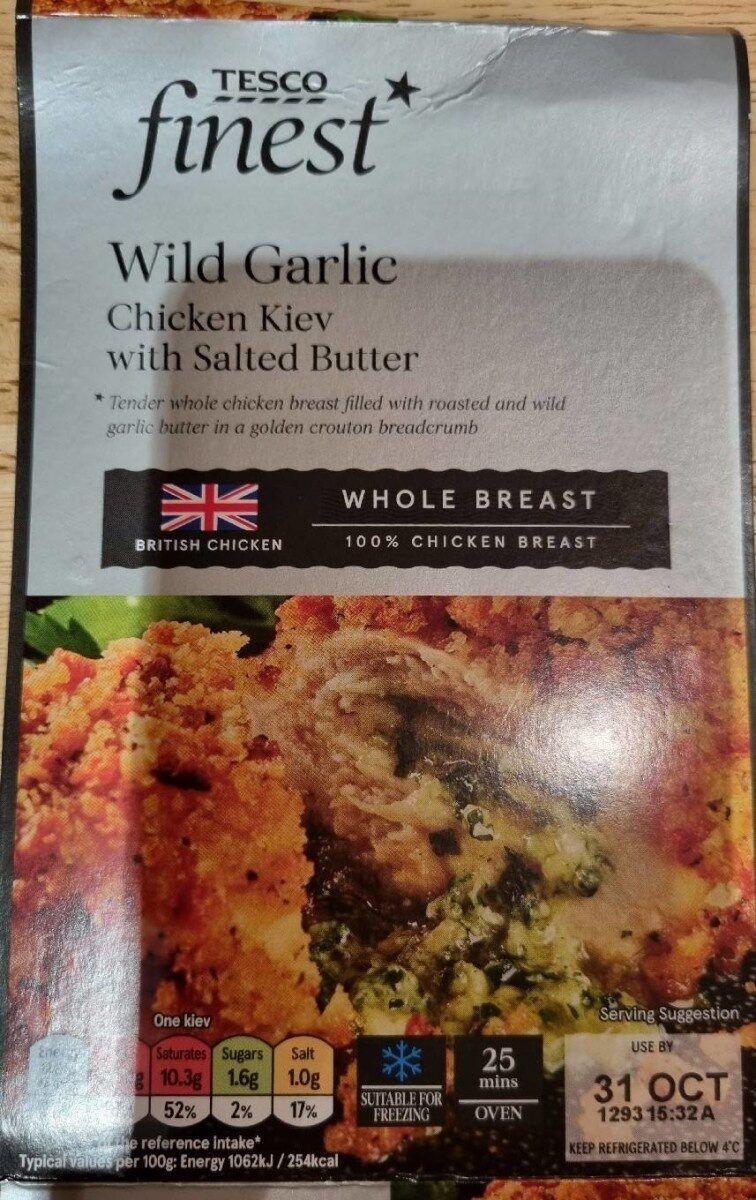 TESCO
finest*
Wild Garlic
Chicken Kiev
with Salted Butter
* Tender whole chicken breast filled with roasted and wild
garlic butter in a golden crouton breadcrumb
BRITISH CHICKEN
WHOLE BREAST
100% CHICKEN BREAST
Serving Suggestion
One kiev
Energy
g
Saturates
10.3g
52%
Sugars
1.6g
2%
Salt
1.0g
17%
the reference intake*
Typical values per 100g: Energy 1062kJ / 254kcal
SUITABLE FOR
FREEZING
25
mins
OVEN
USE BY
31 OCT
1293 15:32 A
KEEP REFRIGERATED BELOW 4°C